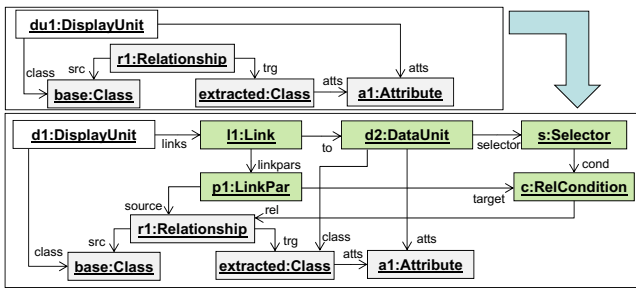 du1:DisplayUnit
r1:Relationship
class
src
trg
atts
atts
base:Class
extracted:Class
a1:Attribute
d1:DisplayUnit
links
l1:Link
to
d2:DataUnit
selector
s:Selector
linkpars
cond
p1:LinkPar
target
c:RelCondition
source
rel
r1:Relationship
class
src
trg
class
atts
atts
base:Class
extracted:Class
a1:Attribute